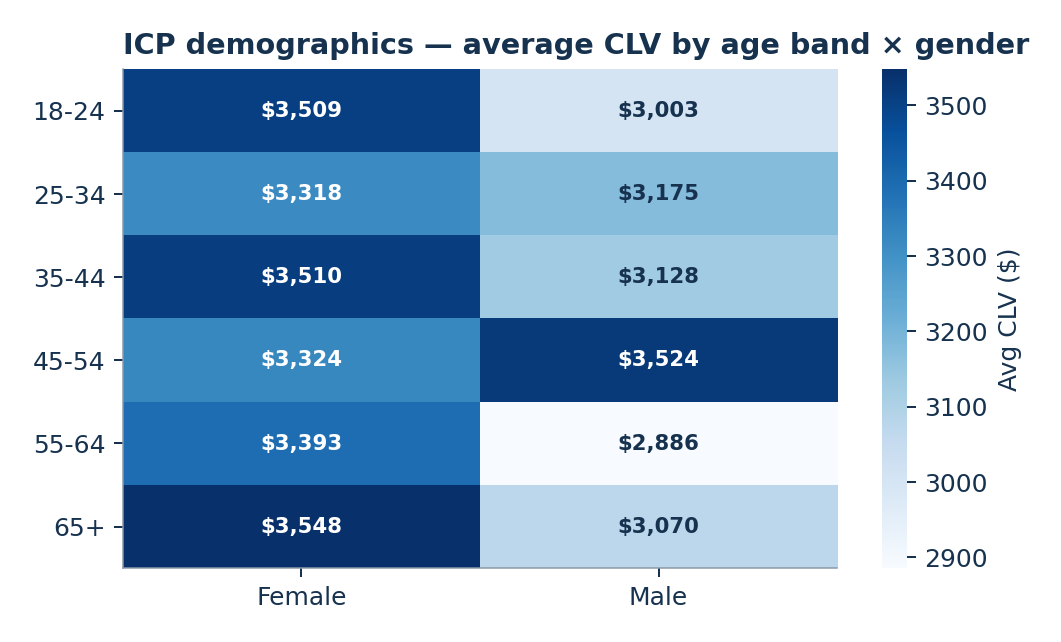 ICP demographics — average CLV by age band × gender
18-24 $3,509 $3,003
25-34 $3,318 $3,175
35-44 $3,510 $3,128
45-54 $3,324 $3,524
55-64 $3,393 $2,886
65+ $3,548 $3,070
Female Male
3500
3400
3300
3200
3100
3000
2900
Avg CLV ($)